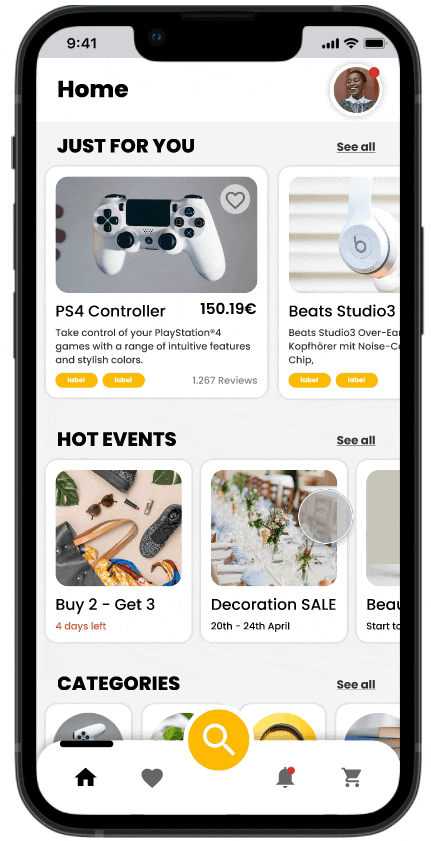 9:41
Home
JUST FOR YOU
See all
PS4 Controller
150.19€
Take control of your PlayStation®4
games with a range of intuitive features
and stylish colors.
label
label
1.267 Reviews
Beats Studio3
Beats Studio3 Over-Ear
Kopfhörer mit Noise-C
Chip,
label
label
HOT EVENTS
See all
Buy 2 - Get 3
4 days left
Decoration SALE
20th - 24th April
Beau
Start to
CATEGORIES
See all